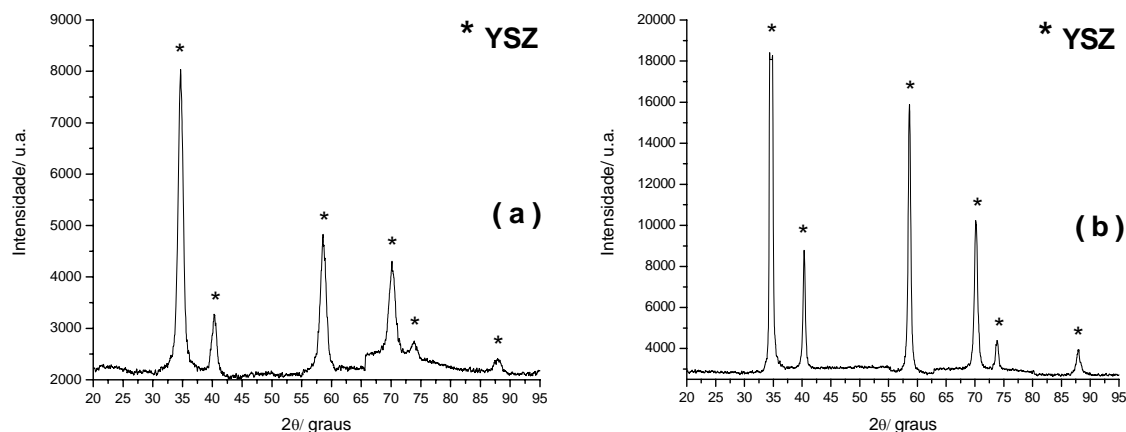 * YSZ
( a )
Intensidade/ u.a.
9000
8000
7000
6000
5000
4000
3000
2000
* * * * * *
20 25 30 35 40 45 50 55 60 65 70 75 80 85 90 95
2θ/ graus
* YSZ
( b )
Intensidade/ u.a.
20000
18000
16000
14000
12000
10000
8000
6000
4000
* * * * * *
20 25 30 35 40 45 50 55 60 65 70 75 80 85 90 95
2θ/ graus